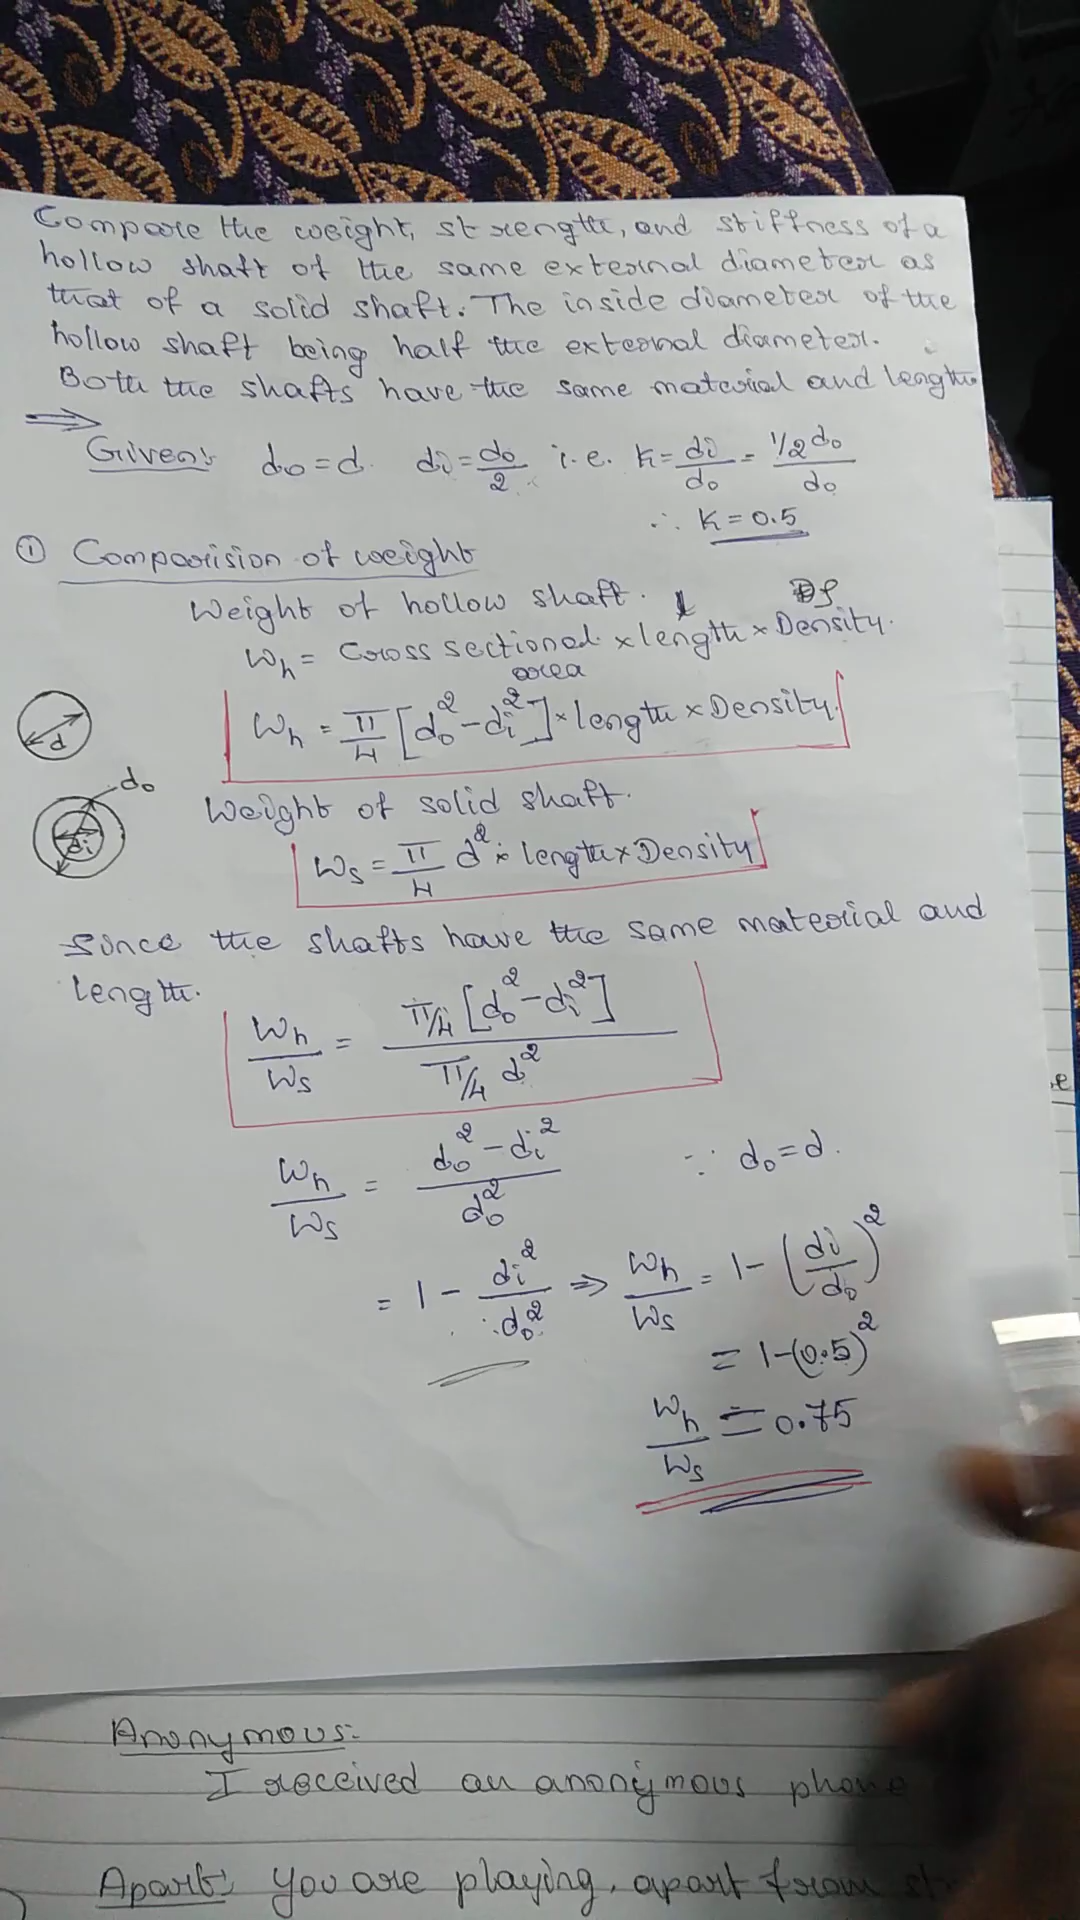 Compare the weight, strength, and stiffness of a
hollow shaft of the same external diameter as
that of a solid shaft. The inside diameter of the
hollow shaft being half the external diameter.
Both the shafts have the same material and length
⇒
Given:  do = d.  di = do/2  i.e. K = di/do = 1/2 do/do
∴ K = 0.5
① Comparision of weight
Weight of hollow shaft.
Wh = Cross sectional area × length × Density.
Wh = π/4 [do² - di²] × length × Density.
d
do
di
Weight of solid shaft.
Ws = π/4 d² × length × Density
Since the shafts have the same material and
length.
Wh/Ws = π/4 [do² - di²] / π/4 d²
Wh/Ws = do² - di² / do²  ∵ do = d.
= 1 - di²/do² ⇒ Wh/Ws = 1 - (di/do)²
= 1 - (0.5)²
Wh/Ws = 0.75
Anonymous:
I received an anonymous phone
Apart: You are playing, apart from